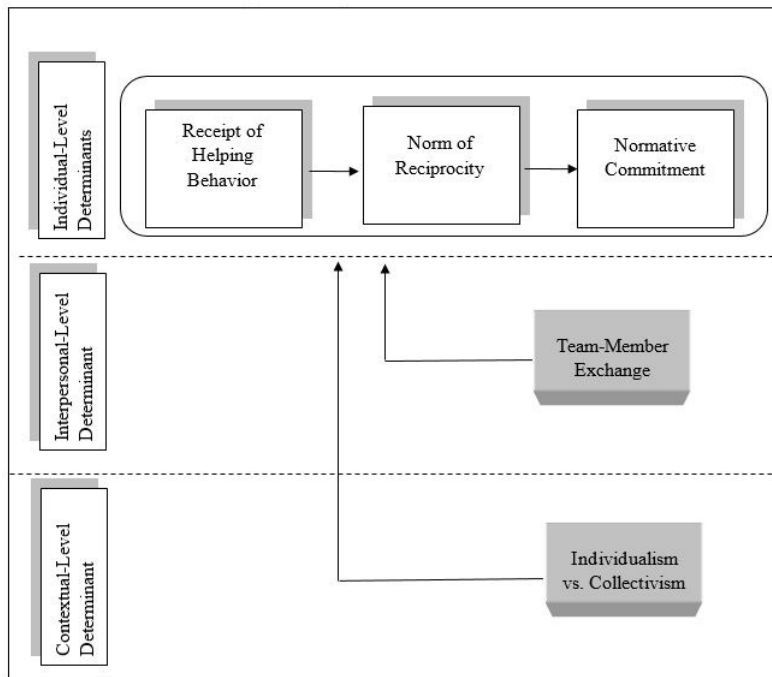 Individual-Level
Determinants
Receipt of
Helping
Behavior
Norm of
Reciprocity
Normative
Commitment
Interpersonal-Level
Determinant
Team-Member
Exchange
Contextual-Level
Determinant
Individualism
vs. Collectivism